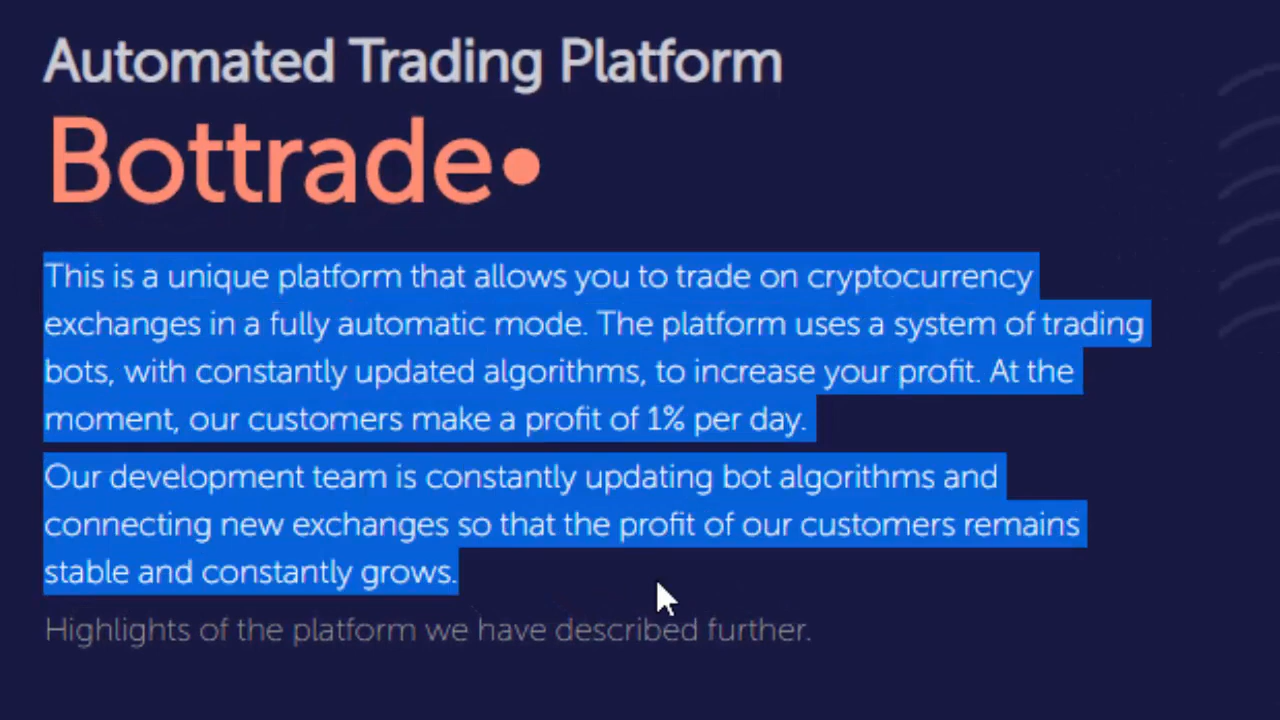 Automated Trading Platform
Bottrade•
This is a unique platform that allows you to trade on cryptocurrency
exchanges in a fully automatic mode. The platform uses a system of trading
bots, with constantly updated algorithms, to increase your profit. At the
moment, our customers make a profit of 1% per day.
Our development team is constantly updating bot algorithms and
connecting new exchanges so that the profit of our customers remains
stable and constantly grows.
Highlights of the platform we have described further.